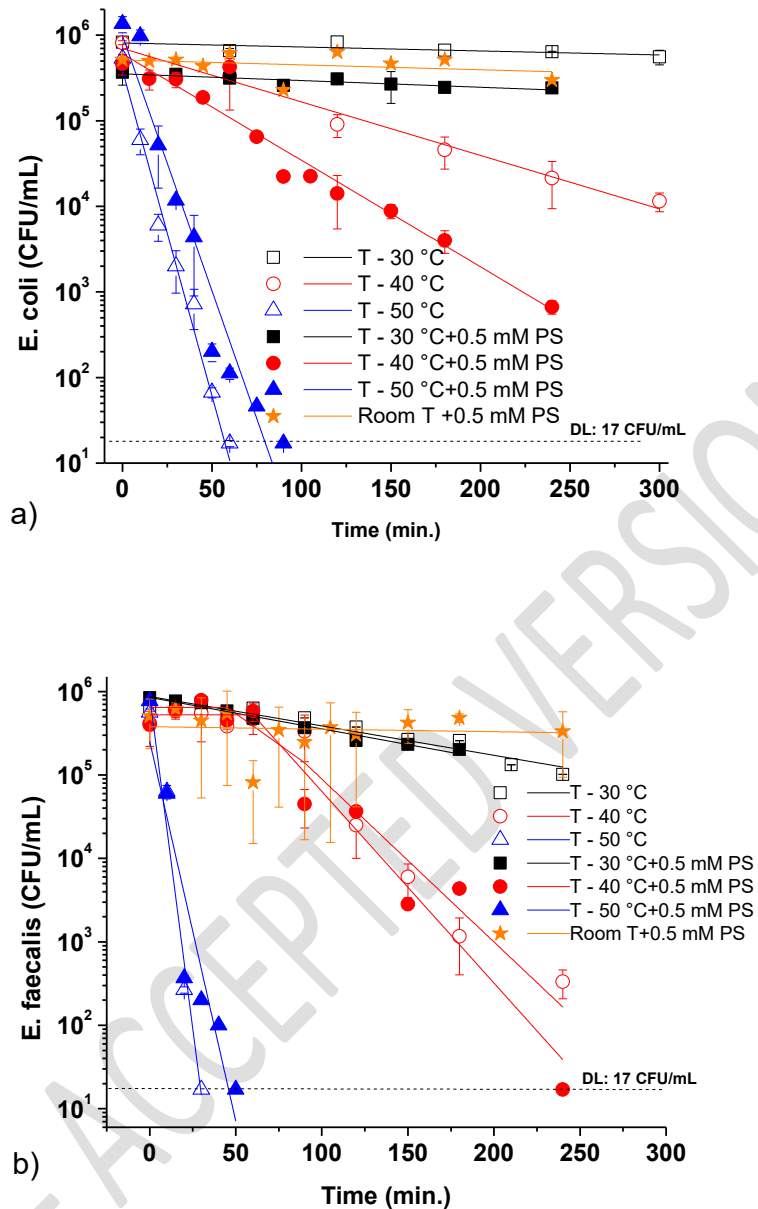 10⁶
10⁵
10⁴
10³
10²
10¹
E. coli (CFU/mL)
T - 30 °C
T - 40 °C
T - 50 °C
T - 30 °C+0.5 mM PS
T - 40 °C+0.5 mM PS
T - 50 °C+0.5 mM PS
Room T +0.5 mM PS
DL: 17 CFU/mL
0 50 100 150 200 250 300
a)
Time (min.)
10⁶
10⁵
10⁴
10³
10²
10¹
E. faecalis (CFU/mL)
T - 30 °C
T - 40 °C
T - 50 °C
T - 30 °C+0.5 mM PS
T - 40 °C+0.5 mM PS
T - 50 °C+0.5 mM PS
Room T+0.5 mM PS
DL: 17 CFU/mL
0 50 100 150 200 250 300
b)
Time (min.)
ACCEPTED VERSION